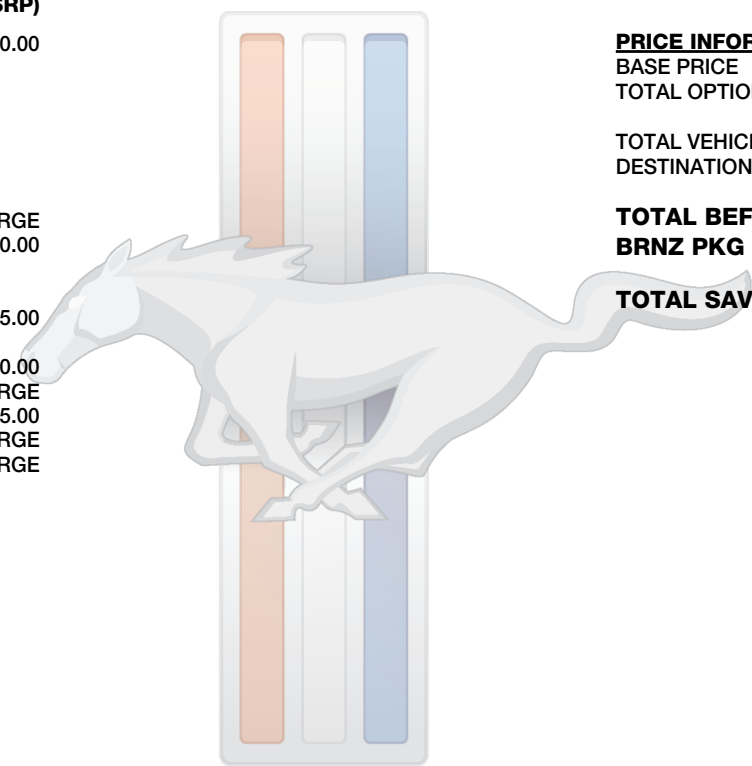 SRP)
0.00
RGE
0.00
5.00
0.00
RGE
5.00
RGE
RGE
PRICE INFOR
BASE PRICE
TOTAL OPTIO
TOTAL VEHICL
DESTINATION
TOTAL BEF
BRNZ PKG
TOTAL SAV